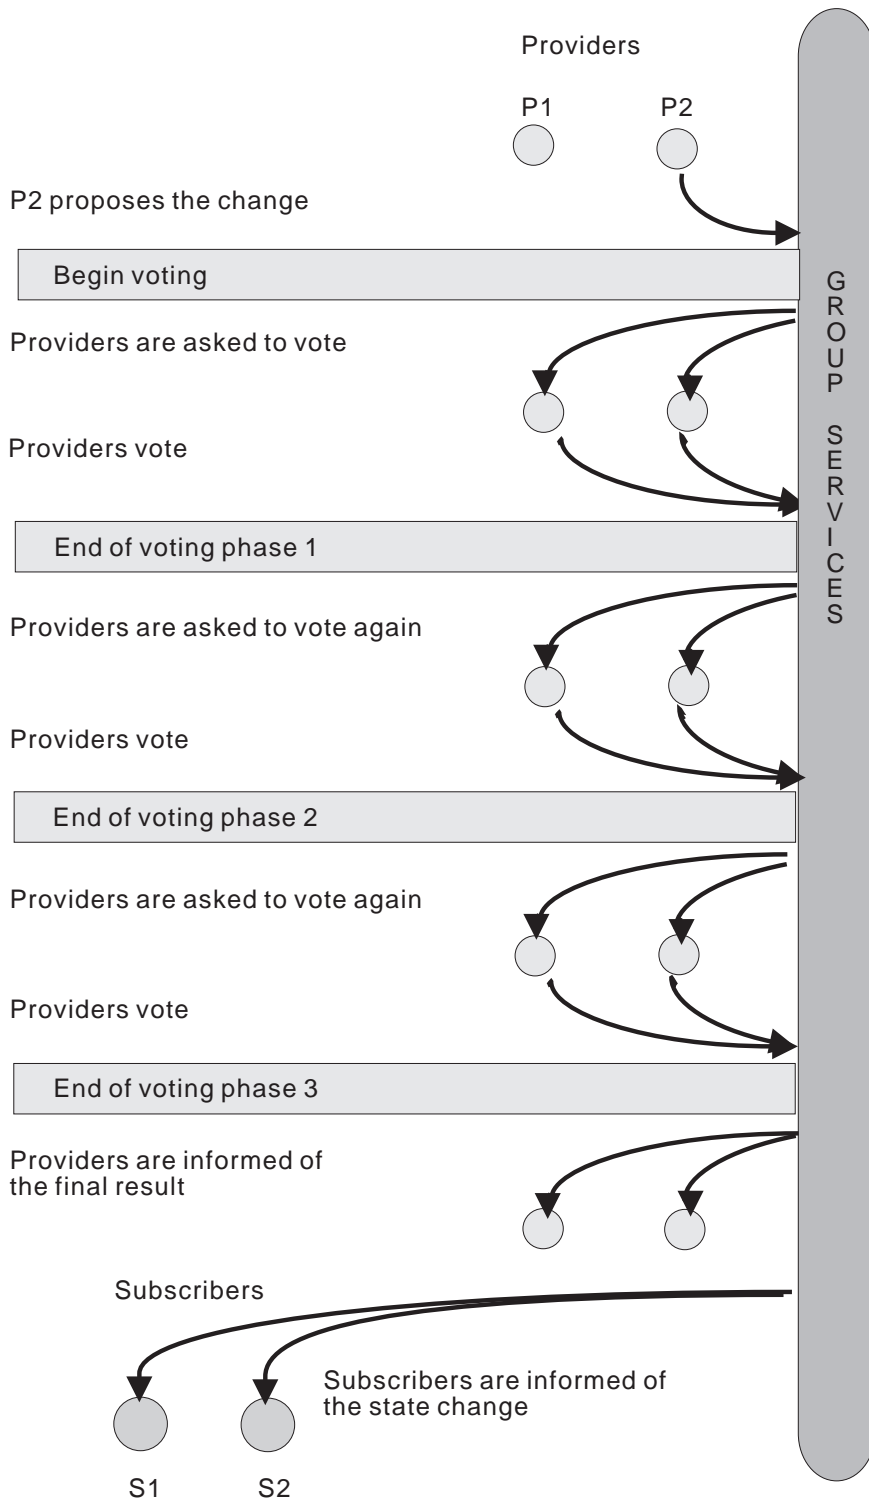 Providers
P1 P2
P2 proposes the change
Begin voting
GROUP SERVICES
Providers are asked to vote
Providers vote
End of voting phase 1
Providers are asked to vote again
Providers vote
End of voting phase 2
Providers are asked to vote again
Providers vote
End of voting phase 3
Providers are informed of
the final result
Subscribers
Subscribers are informed of
the state change
S1 S2